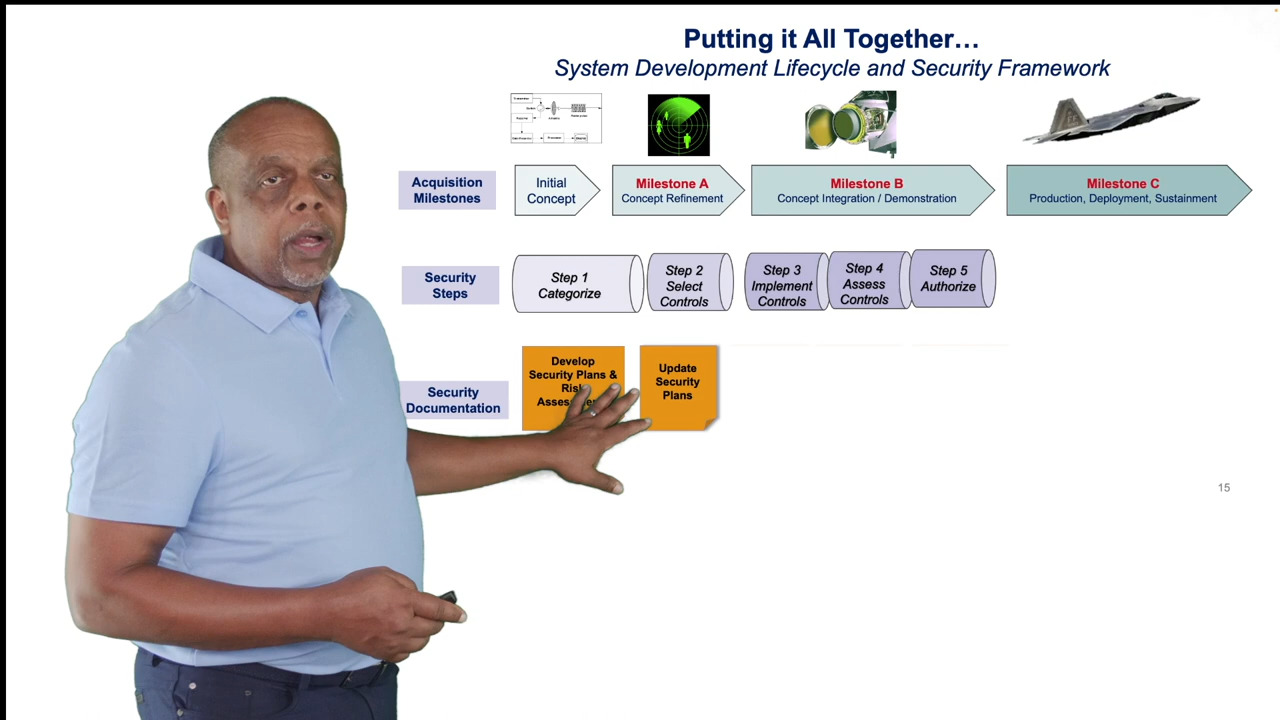 Putting it All Together…
System Development Lifecycle and Security Framework
Acquisition
Milestones
Initial
Concept
Milestone A
Concept Refinement
Milestone B
Concept Integration / Demonstration
Milestone C
Production, Deployment, Sustainment
Security
Steps
Step 1
Categorize
Step 2
Select
Controls
Step 3
Implement
Controls
Step 4
Assess
Controls
Step 5
Authorize
Security
Documentation
Develop
Security Plans &
Update
Security
Plans
15